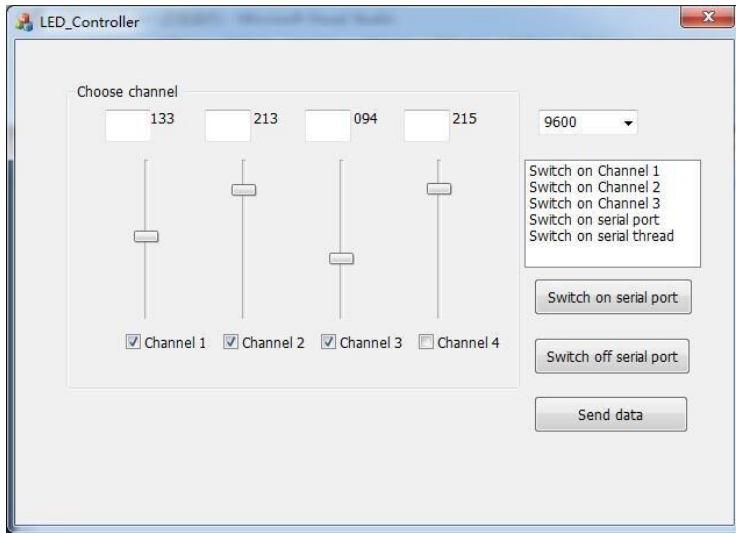 LED_Controller
Choose channel
133 213 094 215
9600
Switch on Channel 1
Switch on Channel 2
Switch on Channel 3
Switch on serial port
Switch on serial thread
Switch on serial port
Channel 1 Channel 2 Channel 3 Channel 4
Switch off serial port
Send data